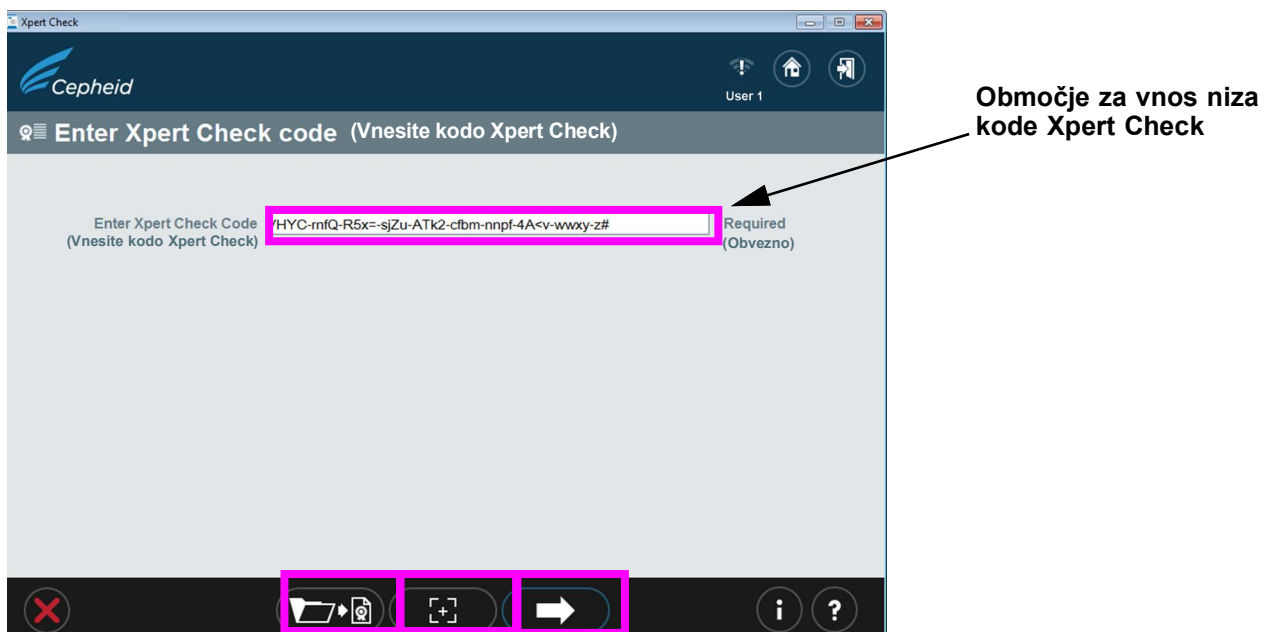 Xpert Check
Cepheid
User 1
Enter Xpert Check code (Vnesite kodo Xpert Check)
Območje za vnos niza
kode Xpert Check
Enter Xpert Check Code
(Vnesite kodo Xpert Check)
/HYC-rnfQ-R5x=-sjZu-ATk2-cfbm-nnpf-4A<v-wwxy-z#
Required
(Obvezno)